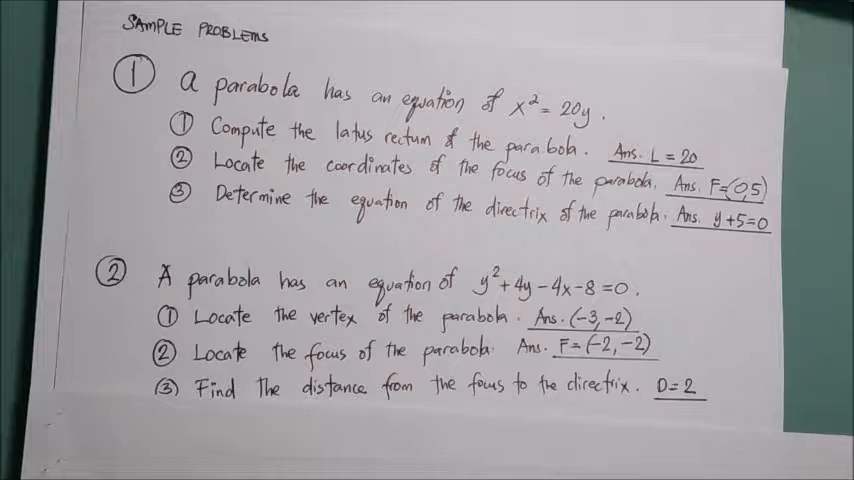 SAMPLE PROBLEMS
① A parabola has an equation of x² = 20y.
① Compute the latus rectum of the parabola. Ans. L = 20
② Locate the coordinates of the focus of the parabola. Ans. F=(0,5)
③ Determine the equation of the directrix of the parabola. Ans. y+5=0
② A parabola has an equation of y²+4y-4x-8=0.
① Locate the vertex of the parabola. Ans. (-3,-2)
② Locate the focus of the parabola. Ans. F=(-2,-2)
③ Find the distance from the focus to the directrix. D=2